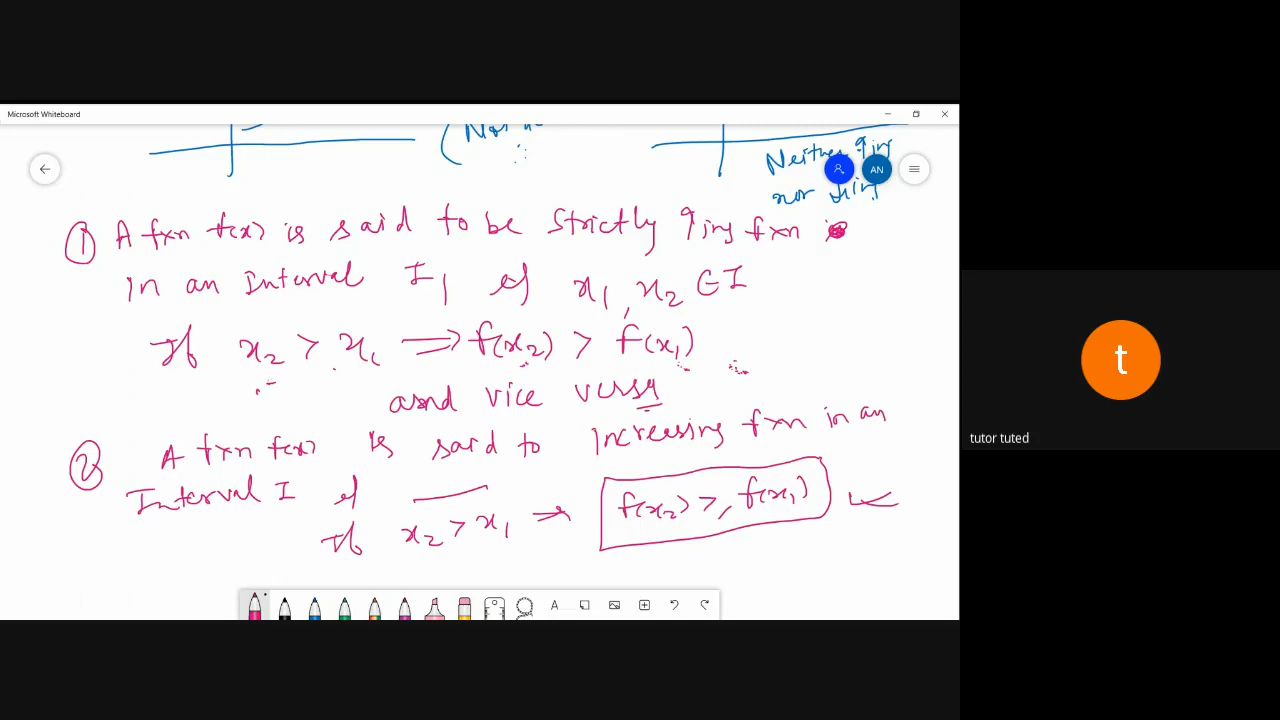 Microsoft Whiteboard
Neither ↑ing
nor ↓ing
AN
① A fxn f(x) is said to be strictly ↑ing fxn
in an Interval I, if x₁, x₂ ∈ I
If x₂ > x₁ ⟹ f(x₂) > f(x₁)
and vice versa
② A fxn f(x) is said to increasing fxn in an
Interval I if
If x₂ > x₁ ⟹ f(x₂) ≥ f(x₁)
t
tutor tuted
A